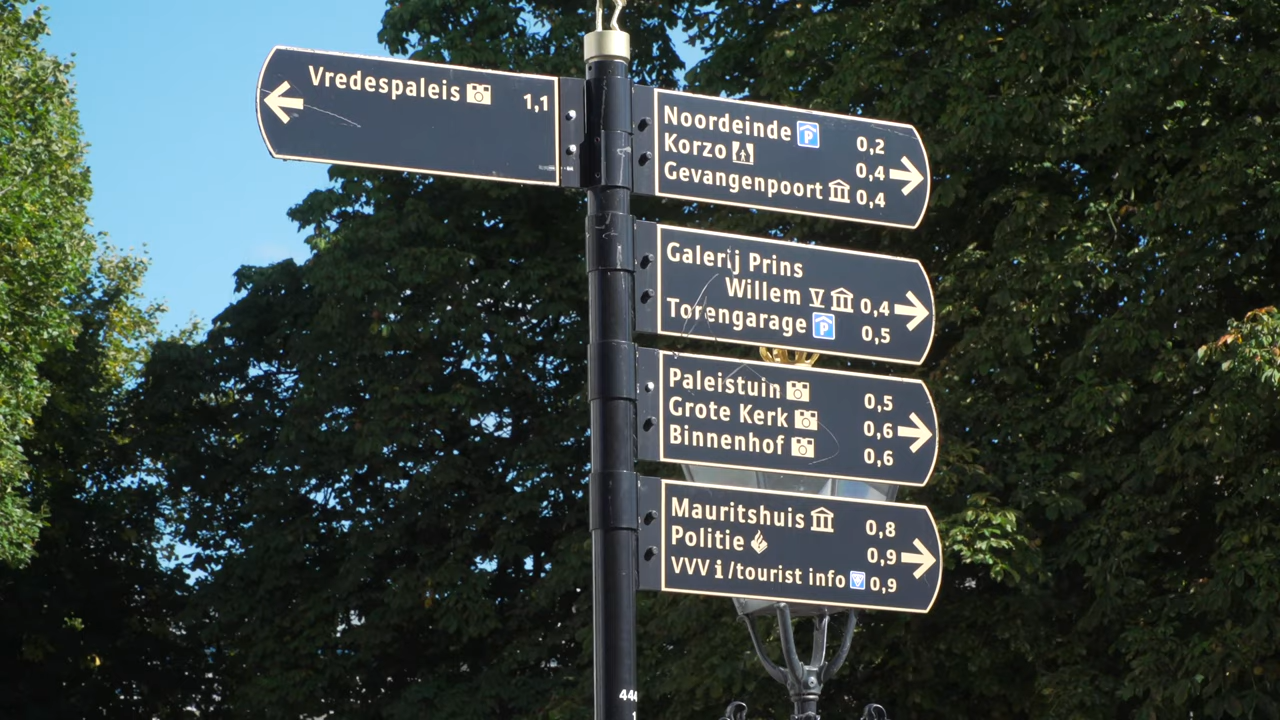 Vredespaleis 1,1
Noordeinde P 0,2
Korzo 0,4
Gevangenpoort 0,4
Galerij Prins
Willem V 0,4
Torengarage P 0,5
Paleistuin 0,5
Grote Kerk 0,6
Binnenhof 0,6
Mauritshuis 0,8
Politie 0,9
VVV i/tourist info 0,9